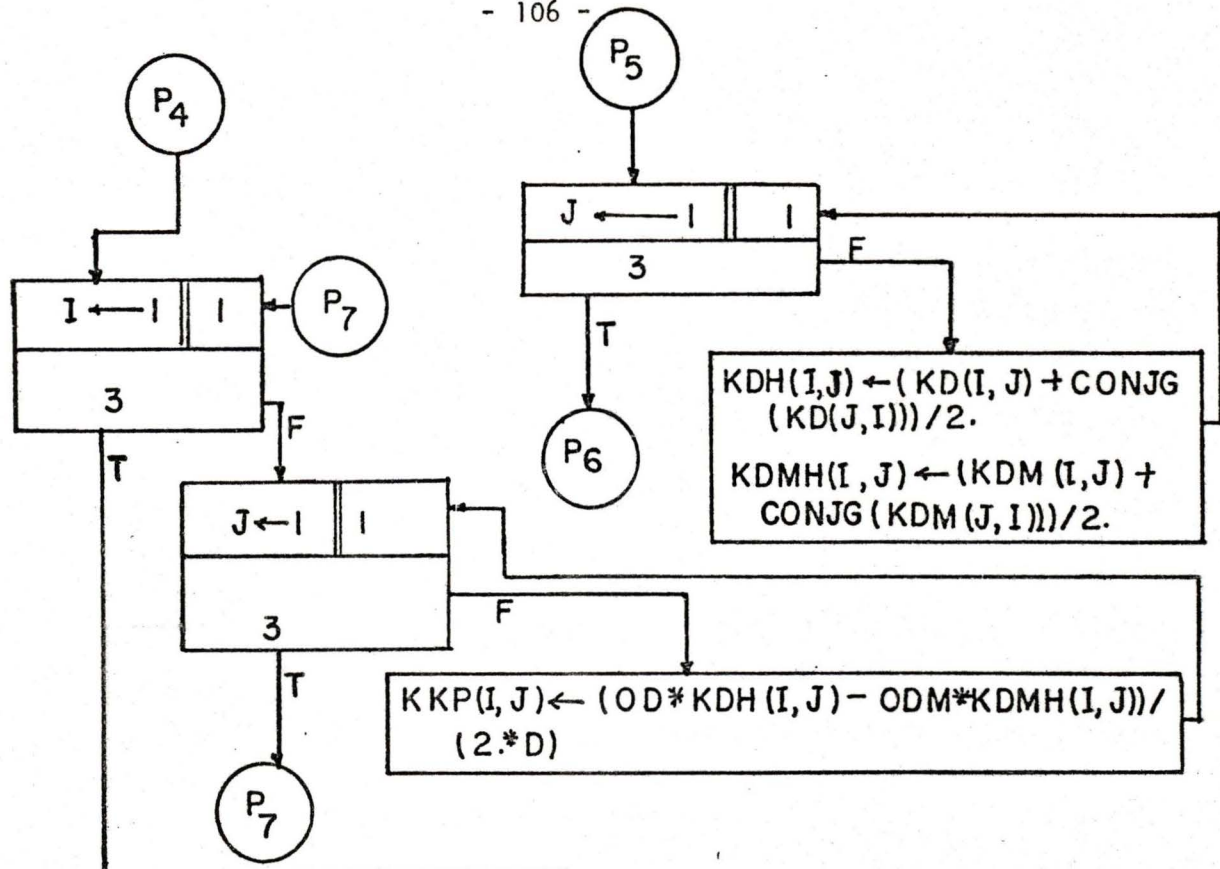 - 106 -
P5
P4
J ← 1 1
3
F
T
P6
KDH(I,J) ← (KD(I,J) + CONJG
(KD(J,I)))/2.
KDMH(I,J) ← (KDM(I,J) +
CONJG(KDM(J,I)))/2.
I ← 1 1
P7
3
F
T
J ← 1 1
3
F
T
KKP(I,J) ← (OD*KDH(I,J) − ODM*KDMH(I,J))/
(2.*D)
P7